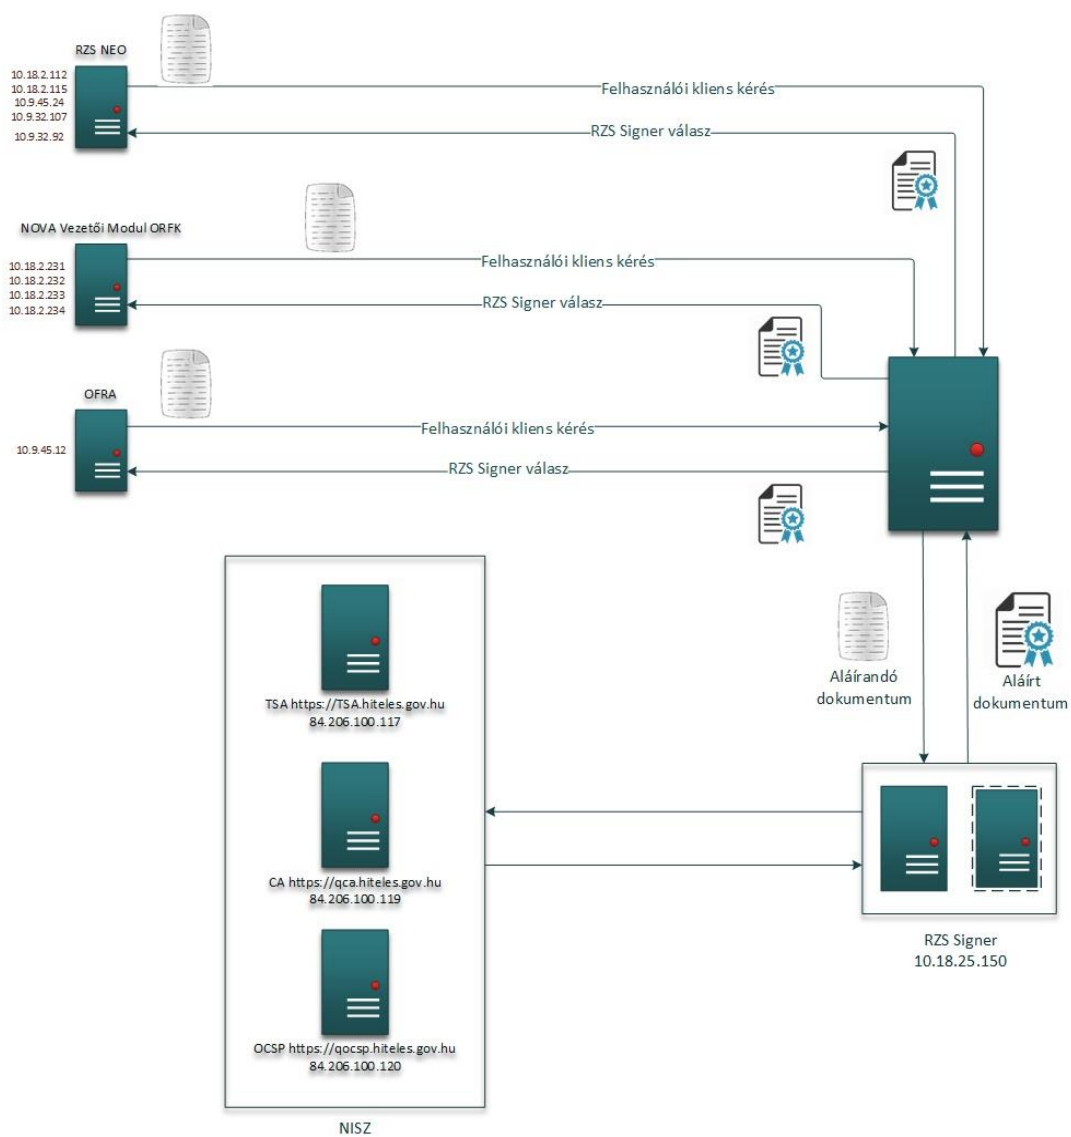 RZS NEO
10.18.2.112
10.18.2.115
10.9.45.24
10.9.32.107
10.9.32.92
Felhasználói kliens kérés
RZS Signer válasz
NOVA Vezetői Modul ORFK
10.18.2.231
10.18.2.232
10.18.2.233
10.18.2.234
Felhasználói kliens kérés
RZS Signer válasz
OFRA
10.9.45.12
Felhasználói kliens kérés
RZS Signer válasz
Aláírandó
dokumentum
Aláírt
dokumentum
TSA https://TSA.hiteles.gov.hu
84.206.100.117
CA https://qca.hiteles.gov.hu
84.206.100.119
OCSP https://qocsp.hiteles.gov.hu
84.206.100.120
NISZ
RZS Signer
10.18.25.150